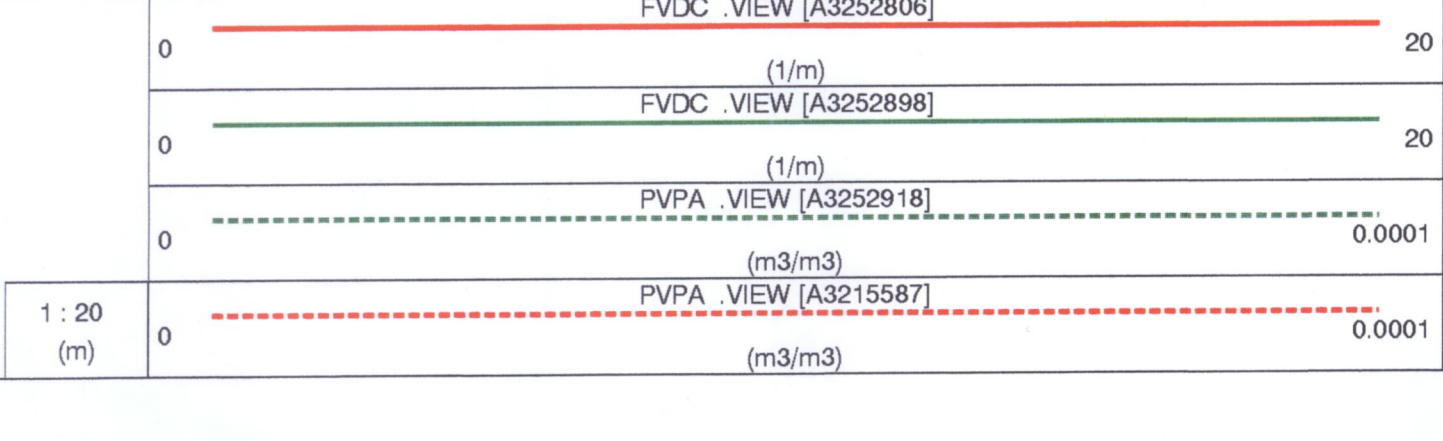 FVDC .VIEW [A3252806]
0 20
(1/m)
FVDC .VIEW [A3252898]
0 20
(1/m)
PVPA .VIEW [A3252918]
0 0.0001
(m3/m3)
PVPA .VIEW [A3215587]
1 : 20
0 0.0001
(m)
(m3/m3)